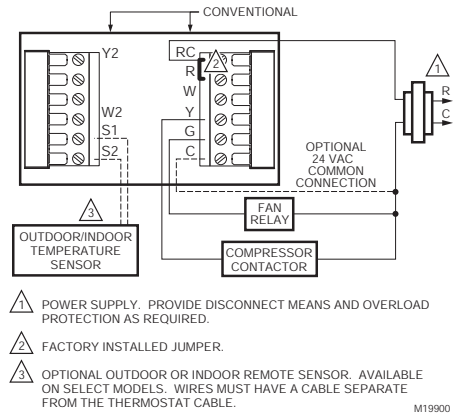 CONVENTIONAL
Y2
W2
S1
S2
RC
R
W
Y
G
C
2
1
R
C
OPTIONAL
24 VAC
COMMON
CONNECTION
3
OUTDOOR/INDOOR
TEMPERATURE
SENSOR
FAN
RELAY
COMPRESSOR
CONTACTOR
1 POWER SUPPLY. PROVIDE DISCONNECT MEANS AND OVERLOAD
PROTECTION AS REQUIRED.
2 FACTORY INSTALLED JUMPER.
3 OPTIONAL OUTDOOR OR INDOOR REMOTE SENSOR. AVAILABLE
ON SELECT MODELS. WIRES MUST HAVE A CABLE SEPARATE
FROM THE THERMOSTAT CABLE.
M19900